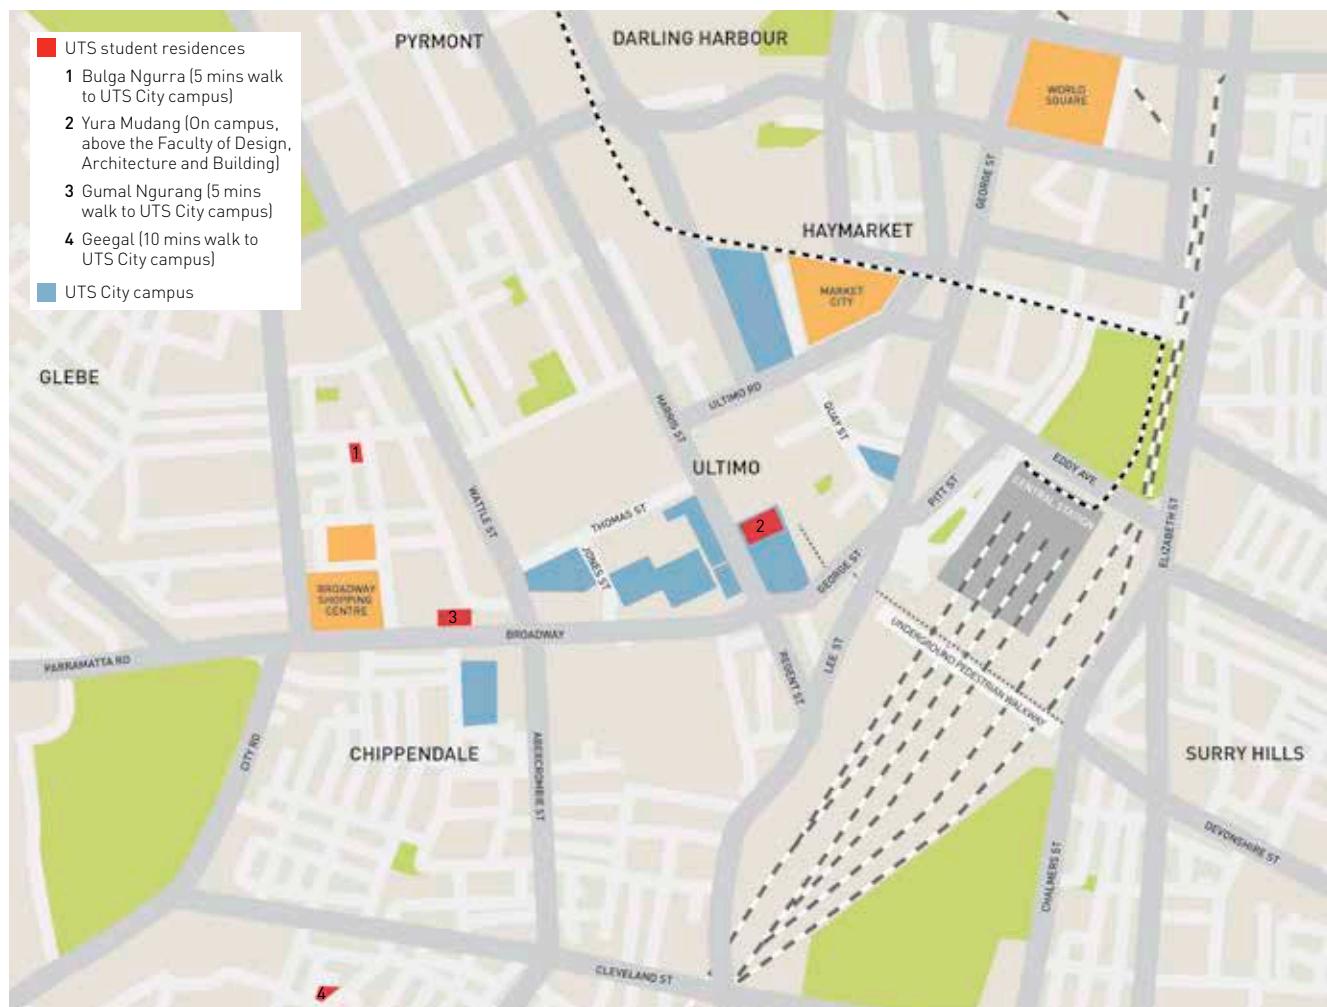 UTS student residences
1 Bulga Ngurra (5 mins walk
to UTS City campus)
2 Yura Mudang (On campus,
above the Faculty of Design,
Architecture and Building)
3 Gumal Ngurang (5 mins
walk to UTS City campus)
4 Geegal (10 mins walk to
UTS City campus)
UTS City campus
PYRMONT
DARLING HARBOUR
WORLD
SQUARE
GEORGE ST
HAYMARKET
MARKET
CITY
GLEBE
ULTIMO RD
HARRIS ST
QUAY ST
1
ULTIMO
EDDY AVE
CENTRAL STATION
PITT ST
WATTLE ST
THOMAS ST
2
ELIZABETH ST
JONES ST
GEORGE ST
BROADWAY
SHOPPING
CENTRE
3
BROADWAY
UNDERGROUND PEDESTRIAN WALKWAY
LEE ST
PARRAMATTA RD
REGENT ST
CITY RD
CHIPPENDALE
ABERCROMBIE ST
SURRY HILLS
DEVONSHIRE ST
CHALMERS ST
CLEVELAND ST
4